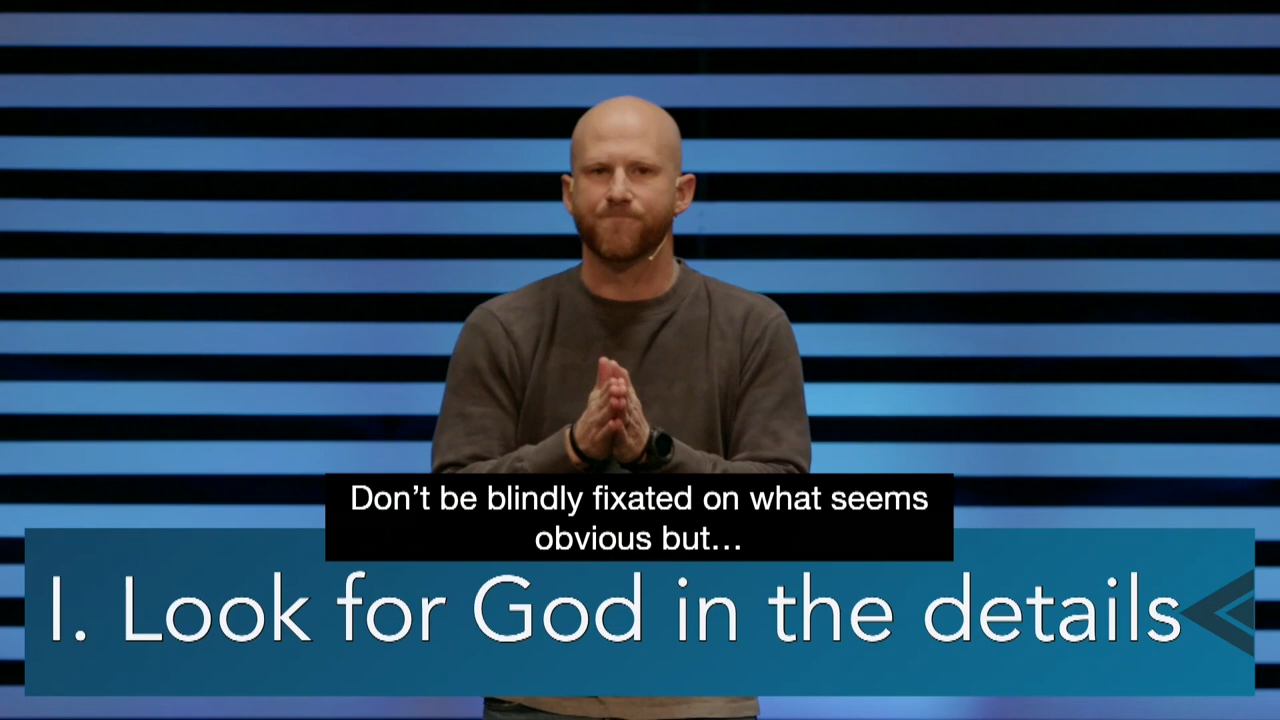 Don’t be blindly fixated on what seems
obvious but…
I. Look for God in the details